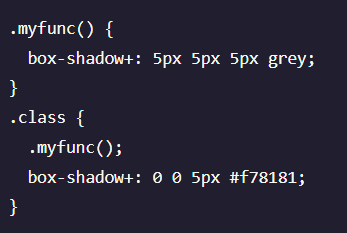 .myfunc() {
  box-shadow+: 5px 5px 5px grey;
}
.class {
  .myfunc();
  box-shadow+: 0 0 5px #f78181;
}